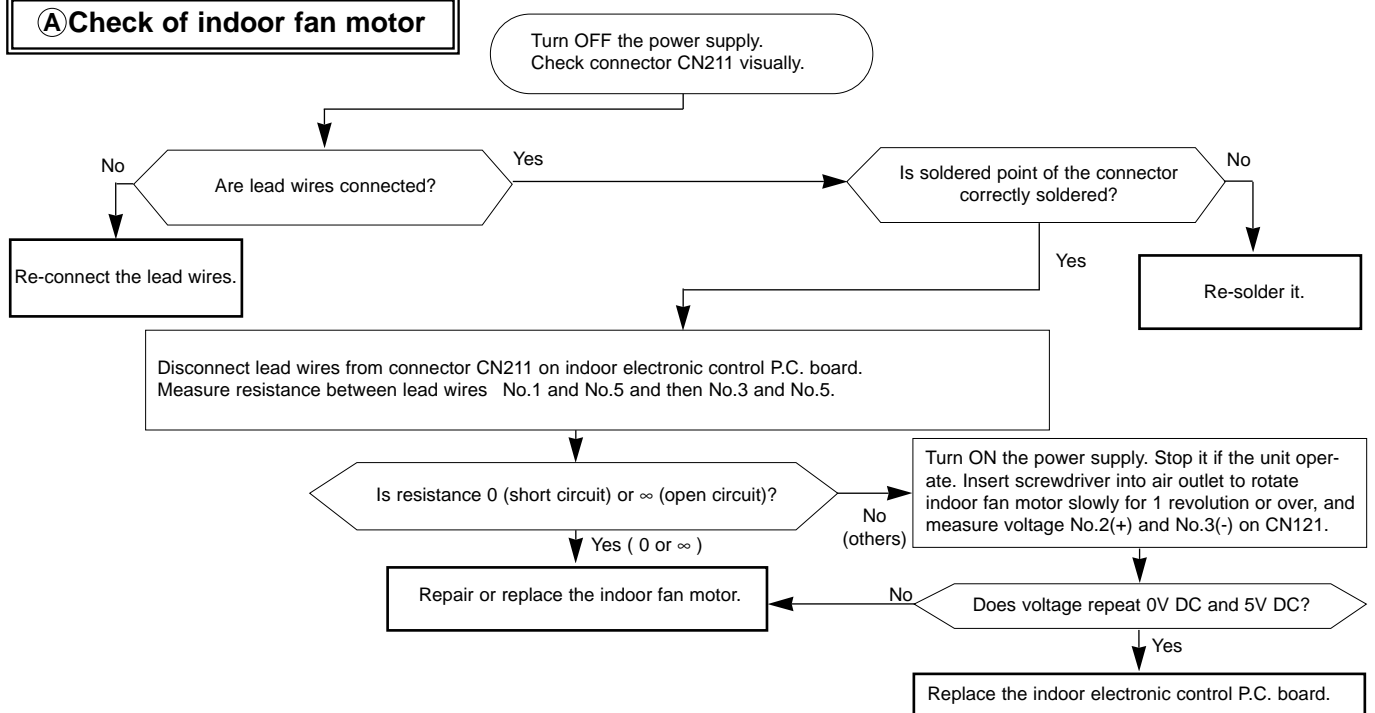 ⒶCheck of indoor fan motor
Turn OFF the power supply.
Check connector CN211 visually.
No
Are lead wires connected?
Yes
Is soldered point of the connector
correctly soldered?
No
Re-connect the lead wires.
Yes
Re-solder it.
Disconnect lead wires from connector CN211 on indoor electronic control P.C. board.
Measure resistance between lead wires No.1 and No.5 and then No.3 and No.5.
Is resistance 0 (short circuit) or ∞ (open circuit)?
No
(others)
Turn ON the power supply. Stop it if the unit oper-
ate. Insert screwdriver into air outlet to rotate
indoor fan motor slowly for 1 revolution or over, and
measure voltage No.2(+) and No.3(-) on CN121.
Yes ( 0 or ∞ )
Repair or replace the indoor fan motor.
No
Does voltage repeat 0V DC and 5V DC?
Yes
Replace the indoor electronic control P.C. board.